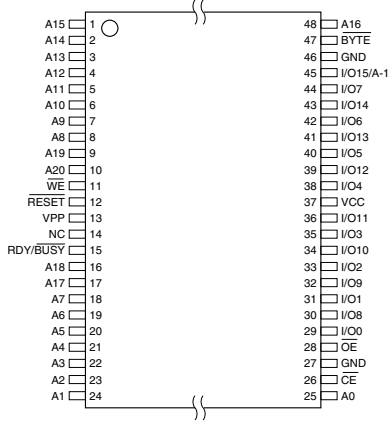 A15 1 48 A16
A14 2 47 BYTE
A13 3 46 GND
A12 4 45 I/O15/A-1
A11 5 44 I/O7
A10 6 43 I/O14
A9 7 42 I/O6
A8 8 41 I/O13
A19 9 40 I/O5
A20 10 39 I/O12
WE 11 38 I/O4
RESET 12 37 VCC
VPP 13 36 I/O11
NC 14 35 I/O3
RDY/BUSY 15 34 I/O10
A18 16 33 I/O2
A17 17 32 I/O9
A7 18 31 I/O1
A6 19 30 I/O8
A5 20 29 I/O0
A4 21 28 OE
A3 22 27 GND
A2 23 26 CE
A1 24 25 A0